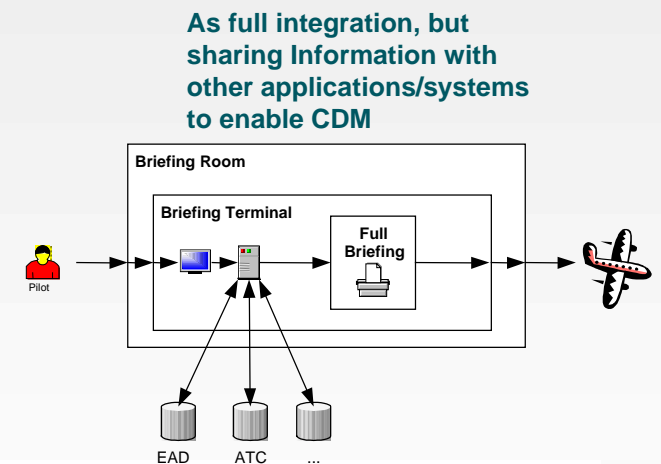 As full integration, but
sharing Information with
other applications/systems
to enable CDM
Briefing Room
Briefing Terminal
Full
Briefing
Pilot
EAD
ATC
...